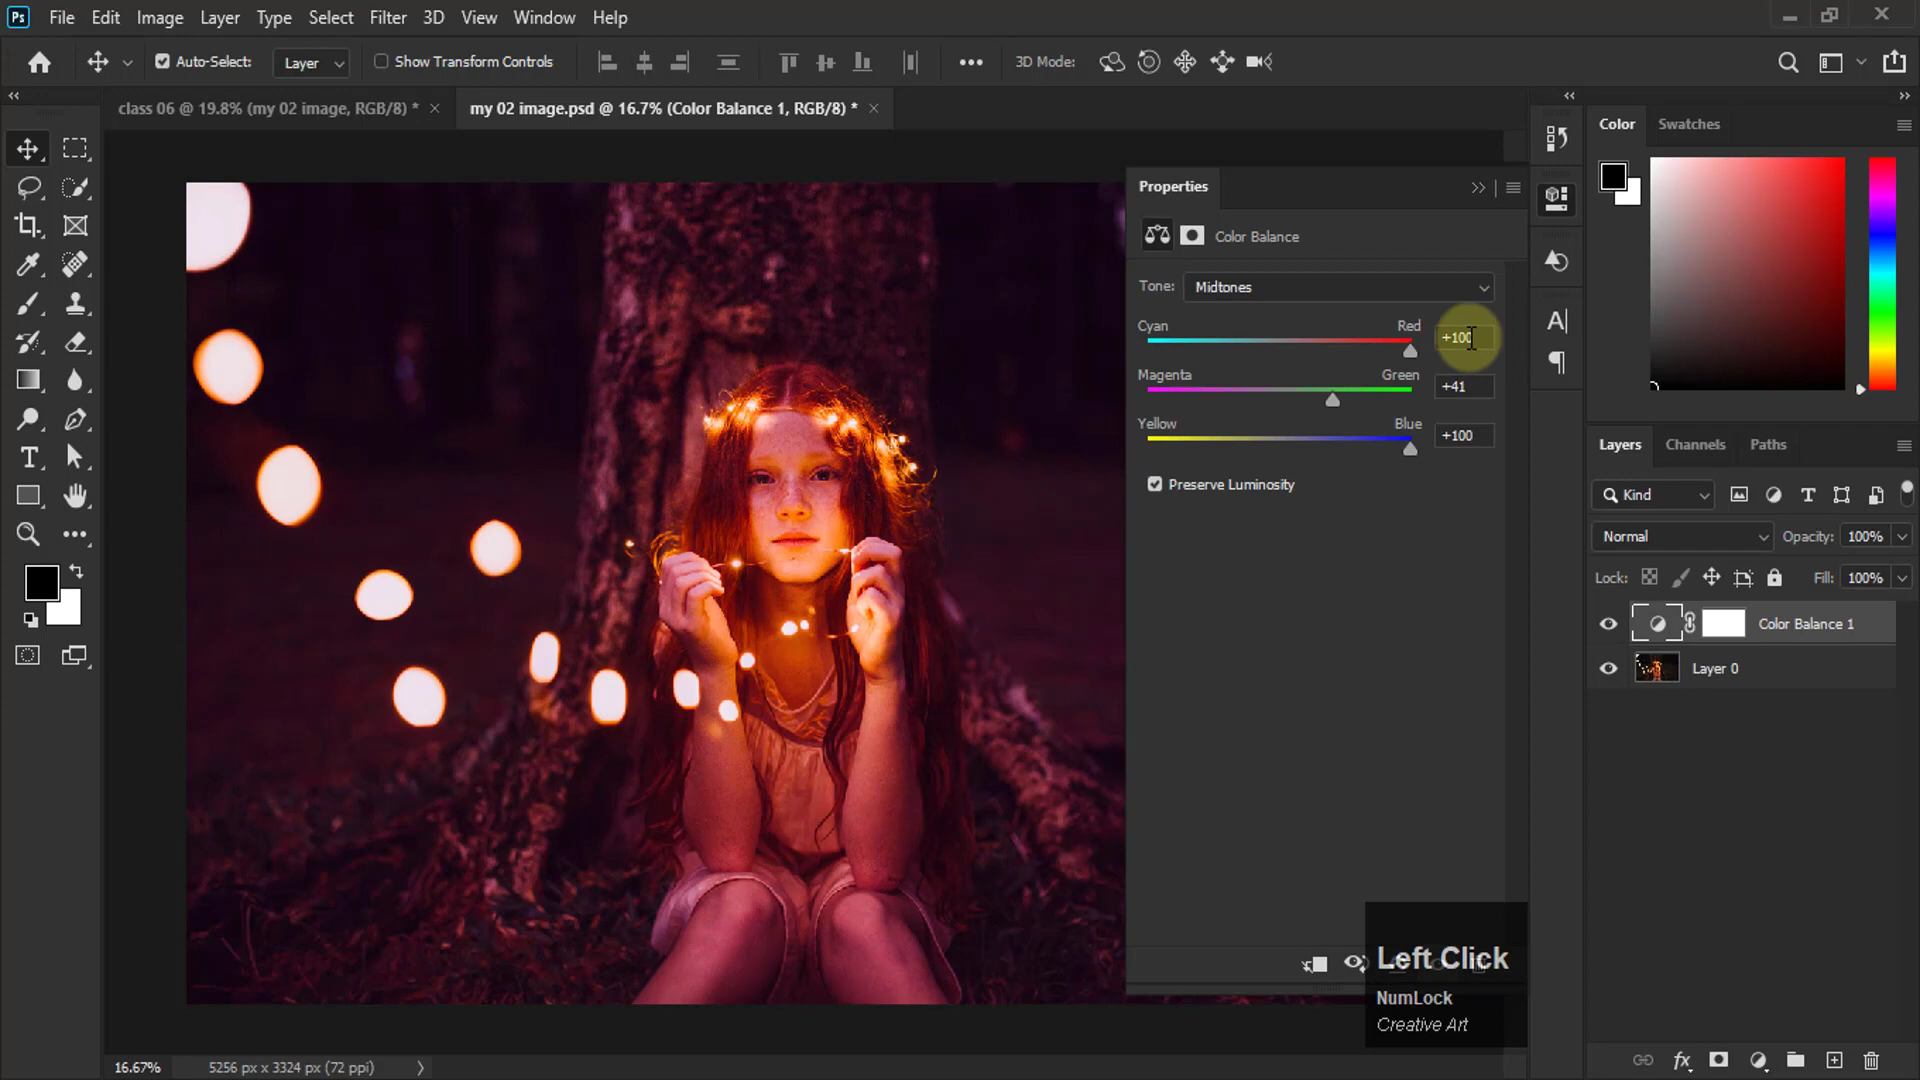 Ps File Edit Image Layer Type Select Filter 3D View Window Help
Auto-Select: Layer Show Transform Controls 3D Mode:
class 06 @ 19.8% (my 02 image, RGB/8) * my 02 image.psd @ 16.7% (Color Balance 1, RGB/8) *
Color Swatches
Properties
Color Balance
Tone: Midtones
Cyan Red +100
Magenta Green +41
Yellow Blue +100
Preserve Luminosity
Layers Channels Paths
Kind
Normal Opacity: 100%
Lock: Fill: 100%
Color Balance 1
Layer 0
Left Click
NumLock
Creative Art
16.67% 5256 px x 3324 px (72 ppi)